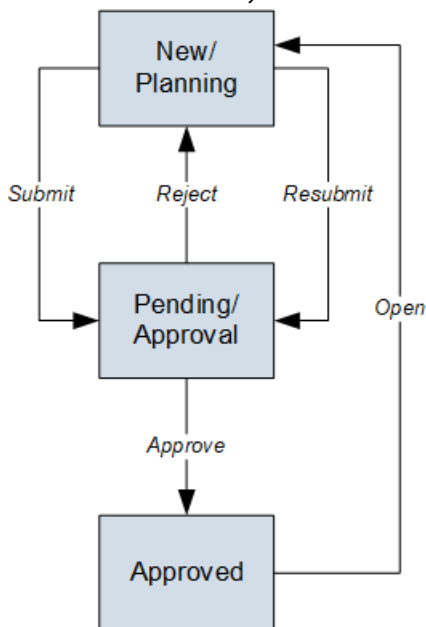 New/
Planning
Submit
Reject
Resubmit
Pending/
Approval
Open
Approve
Approved